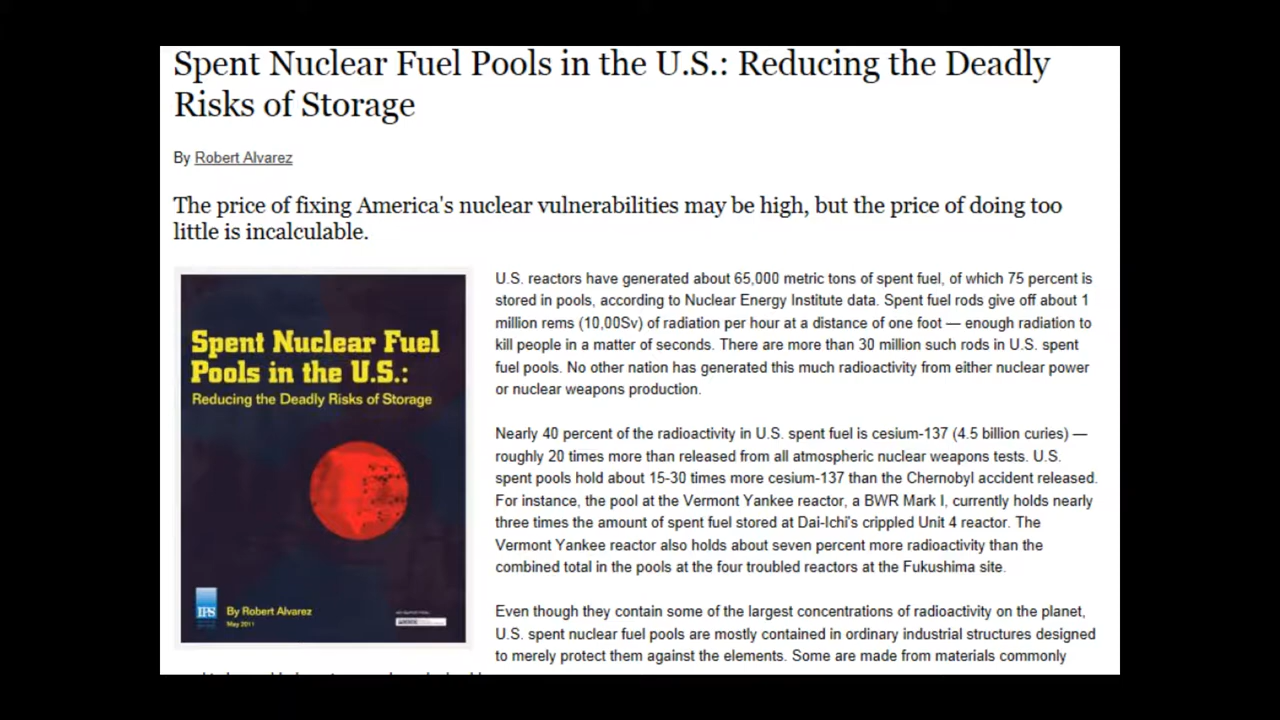 Spent Nuclear Fuel Pools in the U.S.: Reducing the Deadly
Risks of Storage
By Robert Alvarez
The price of fixing America's nuclear vulnerabilities may be high, but the price of doing too
little is incalculable.
Spent Nuclear Fuel
Pools in the U.S.:
Reducing the Deadly Risks of Storage
IPS
By Robert Alvarez
May 2011
U.S. reactors have generated about 65,000 metric tons of spent fuel, of which 75 percent is
stored in pools, according to Nuclear Energy Institute data. Spent fuel rods give off about 1
million rems (10,00Sv) of radiation per hour at a distance of one foot — enough radiation to
kill people in a matter of seconds. There are more than 30 million such rods in U.S. spent
fuel pools. No other nation has generated this much radioactivity from either nuclear power
or nuclear weapons production.
Nearly 40 percent of the radioactivity in U.S. spent fuel is cesium-137 (4.5 billion curies) —
roughly 20 times more than released from all atmospheric nuclear weapons tests. U.S.
spent pools hold about 15-30 times more cesium-137 than the Chernobyl accident released.
For instance, the pool at the Vermont Yankee reactor, a BWR Mark I, currently holds nearly
three times the amount of spent fuel stored at Dai-Ichi's crippled Unit 4 reactor. The
Vermont Yankee reactor also holds about seven percent more radioactivity than the
combined total in the pools at the four troubled reactors at the Fukushima site.
Even though they contain some of the largest concentrations of radioactivity on the planet,
U.S. spent nuclear fuel pools are mostly contained in ordinary industrial structures designed
to merely protect them against the elements. Some are made from materials commonly